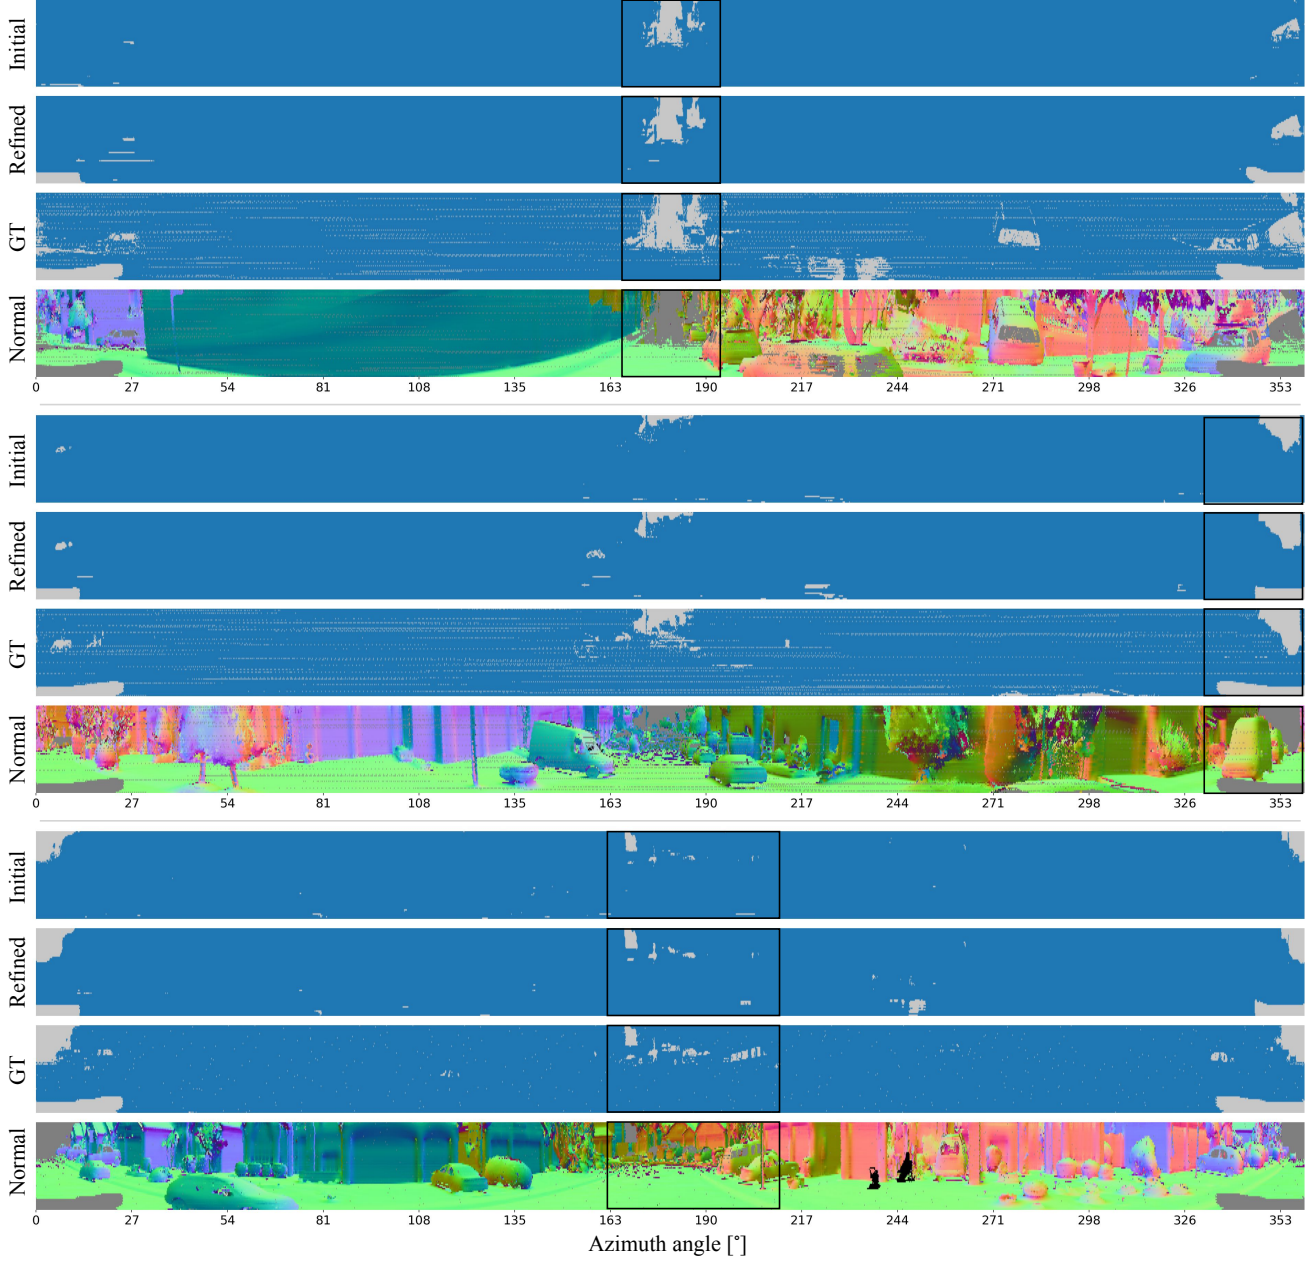 Initial
Refined
GT
Normal
0 27 54 81 108 135 163 190 217 244 271 298 326 353
Initial
Refined
GT
Normal
0 27 54 81 108 135 163 190 217 244 271 298 326 353
Initial
Refined
GT
Normal
0 27 54 81 108 135 163 190 217 244 271 298 326 353
Azimuth angle [°]